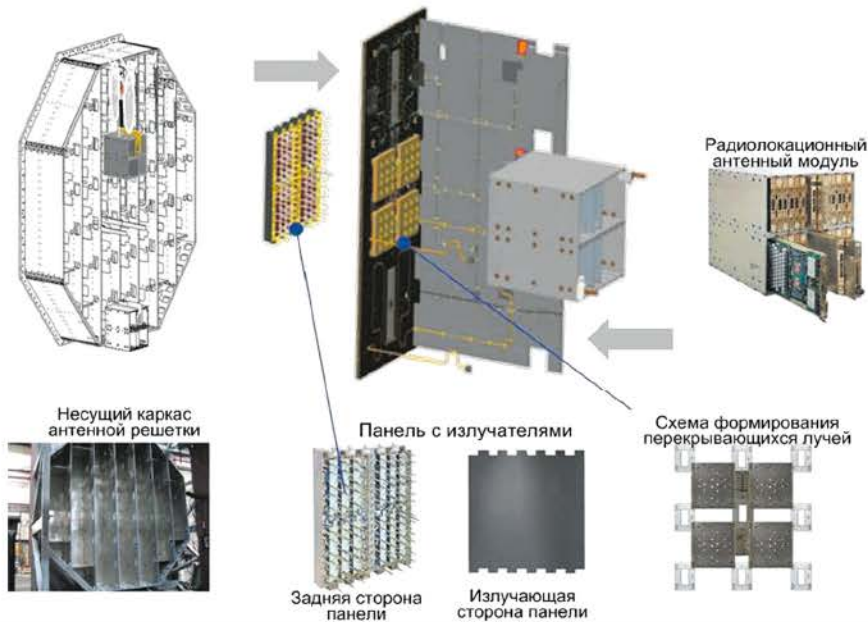 Радиолокационный
антенный модуль
Несущий каркас
антенной решетки
Панель с излучателями
Схема формирования
перекрывающихся лучей
Задняя сторона
панели
Излучающая
сторона панели